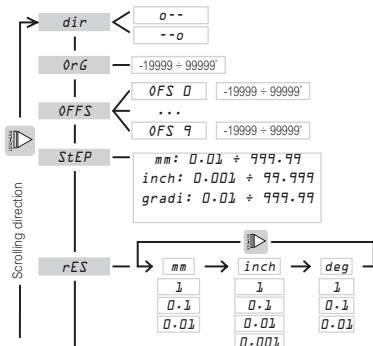 dir
o--
--o
OrG
-19999 ÷ 99999*
OFFS
OFS 0 -19999 ÷ 99999*
...
OFS 9 -19999 ÷ 99999*
StEP
mm: 0.01 ÷ 999.99
inch: 0.001 ÷ 99.999
gradi: 0.01 ÷ 999.99
Scrolling direction
rES
mm inch deg
1 1 1
0.1 0.1 0.1
0.01 0.01 0.01
0.001